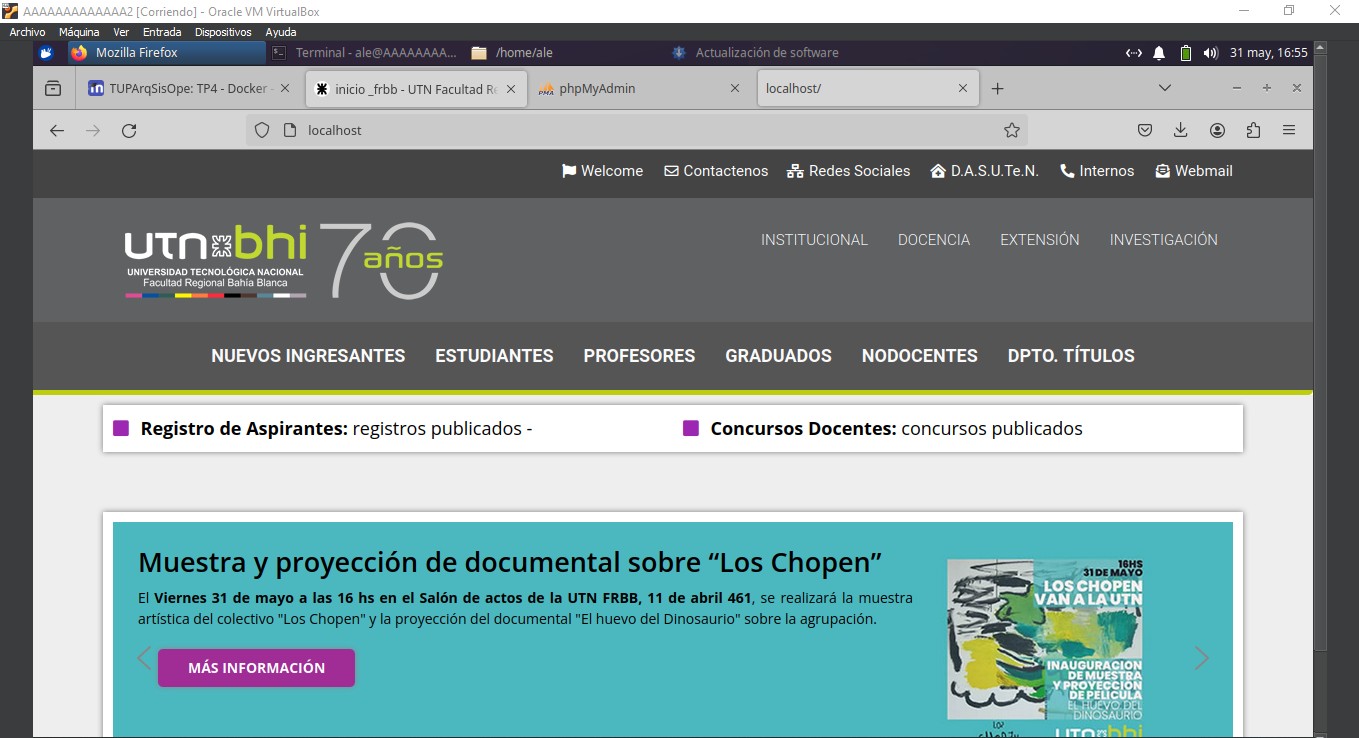 AAAAAAAAAAAAA2 [Corriendo] - Oracle VM VirtualBox
Archivo Máquina Ver Entrada Dispositivos Ayuda
Mozilla Firefox Terminal - ale@AAAAAAAA... /home/ale Actualización de software 31 may, 16:55
TUPArqSisOpe: TP4 - Docker - inicio _frbb - UTN Facultad Re phpMyAdmin localhost/
localhost
Welcome Contactenos Redes Sociales D.A.S.U.Te.N. Internos Webmail
utn bhi 70 años
UNIVERSIDAD TECNOLÓGICA NACIONAL
Facultad Regional Bahía Blanca
INSTITUCIONAL DOCENCIA EXTENSIÓN INVESTIGACIÓN
NUEVOS INGRESANTES ESTUDIANTES PROFESORES GRADUADOS NODOCENTES DPTO. TÍTULOS
Registro de Aspirantes: registros publicados - Concursos Docentes: concursos publicados
Muestra y proyección de documental sobre “Los Chopen”
El Viernes 31 de mayo a las 16 hs en el Salón de actos de la UTN FRBB, 11 de abril 461, se realizará la muestra
artística del colectivo "Los Chopen" y la proyección del documental "El huevo del Dinosaurio" sobre la agrupación.
MÁS INFORMACIÓN
16HS
31 DE MAYO
LOS CHOPEN
VAN A LA UTN
INAUGURACION
DE MUESTRA
Y PROYECCIÓN
DE PELICULA
EL HUEVO DEL
DINOSAURIO
utn bhi